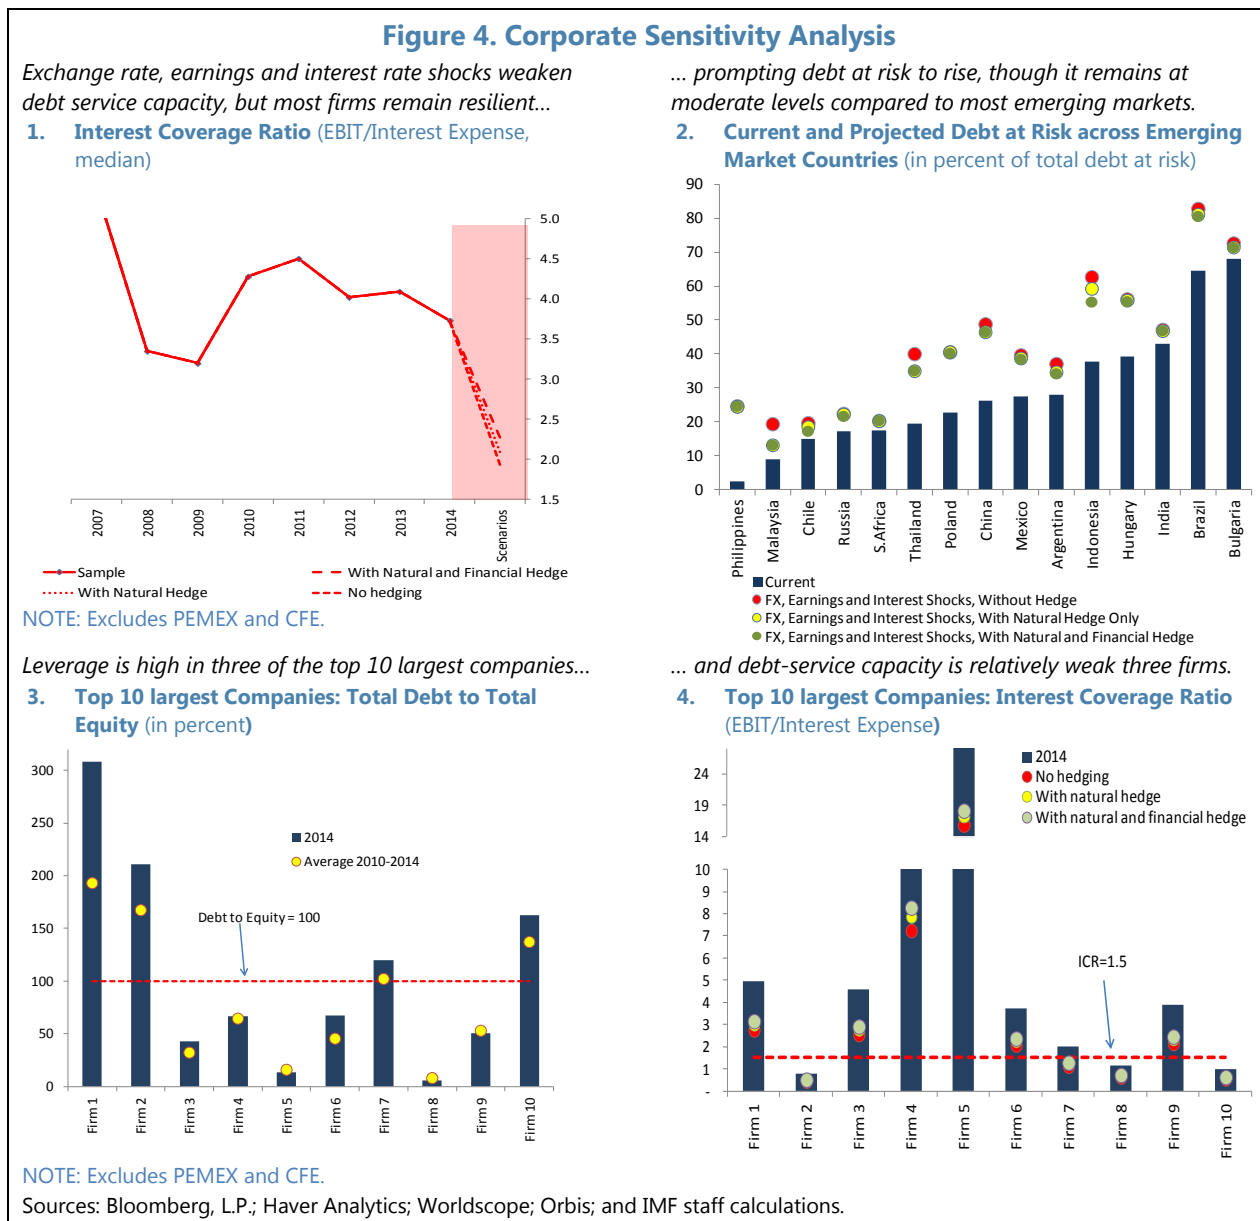 Figure 4. Corporate Sensitivity Analysis
Exchange rate, earnings and interest rate shocks weaken
debt service capacity, but most firms remain resilient...
1. Interest Coverage Ratio (EBIT/Interest Expense,
median)
5.0
4.5
4.0
3.5
3.0
2.5
2.0
1.5
2007
2008
2009
2010
2011
2012
2013
2014
Scenarios
Sample
With Natural and Financial Hedge
With Natural Hedge
No hedging
NOTE: Excludes PEMEX and CFE.
... prompting debt at risk to rise, though it remains at
moderate levels compared to most emerging markets.
2. Current and Projected Debt at Risk across Emerging
Market Countries (in percent of total debt at risk)
90
80
70
60
50
40
30
20
10
0
Philippines
Malaysia
Chile
Russia
S.Africa
Thailand
Poland
China
Mexico
Argentina
Indonesia
Hungary
India
Brazil
Bulgaria
Current
FX, Earnings and Interest Shocks, Without Hedge
FX, Earnings and Interest Shocks, With Natural Hedge Only
FX, Earnings and Interest Shocks, With Natural and Financial Hedge
Leverage is high in three of the top 10 largest companies...
3. Top 10 largest Companies: Total Debt to Total
Equity (in percent)
300
250
200
150
100
50
0
2014
Average 2010-2014
Debt to Equity = 100
Firm 1
Firm 2
Firm 3
Firm 4
Firm 5
Firm 6
Firm 7
Firm 8
Firm 9
Firm 10
... and debt-service capacity is relatively weak three firms.
4. Top 10 largest Companies: Interest Coverage Ratio
(EBIT/Interest Expense)
24
19
14
10
9
8
7
6
5
4
3
2
1
-
2014
No hedging
With natural hedge
With natural and financial hedge
ICR=1.5
Firm 1
Firm 2
Firm 3
Firm 4
Firm 5
Firm 6
Firm 7
Firm 8
Firm 9
Firm 10
NOTE: Excludes PEMEX and CFE.
Sources: Bloomberg, L.P.; Haver Analytics; Worldscope; Orbis; and IMF staff calculations.